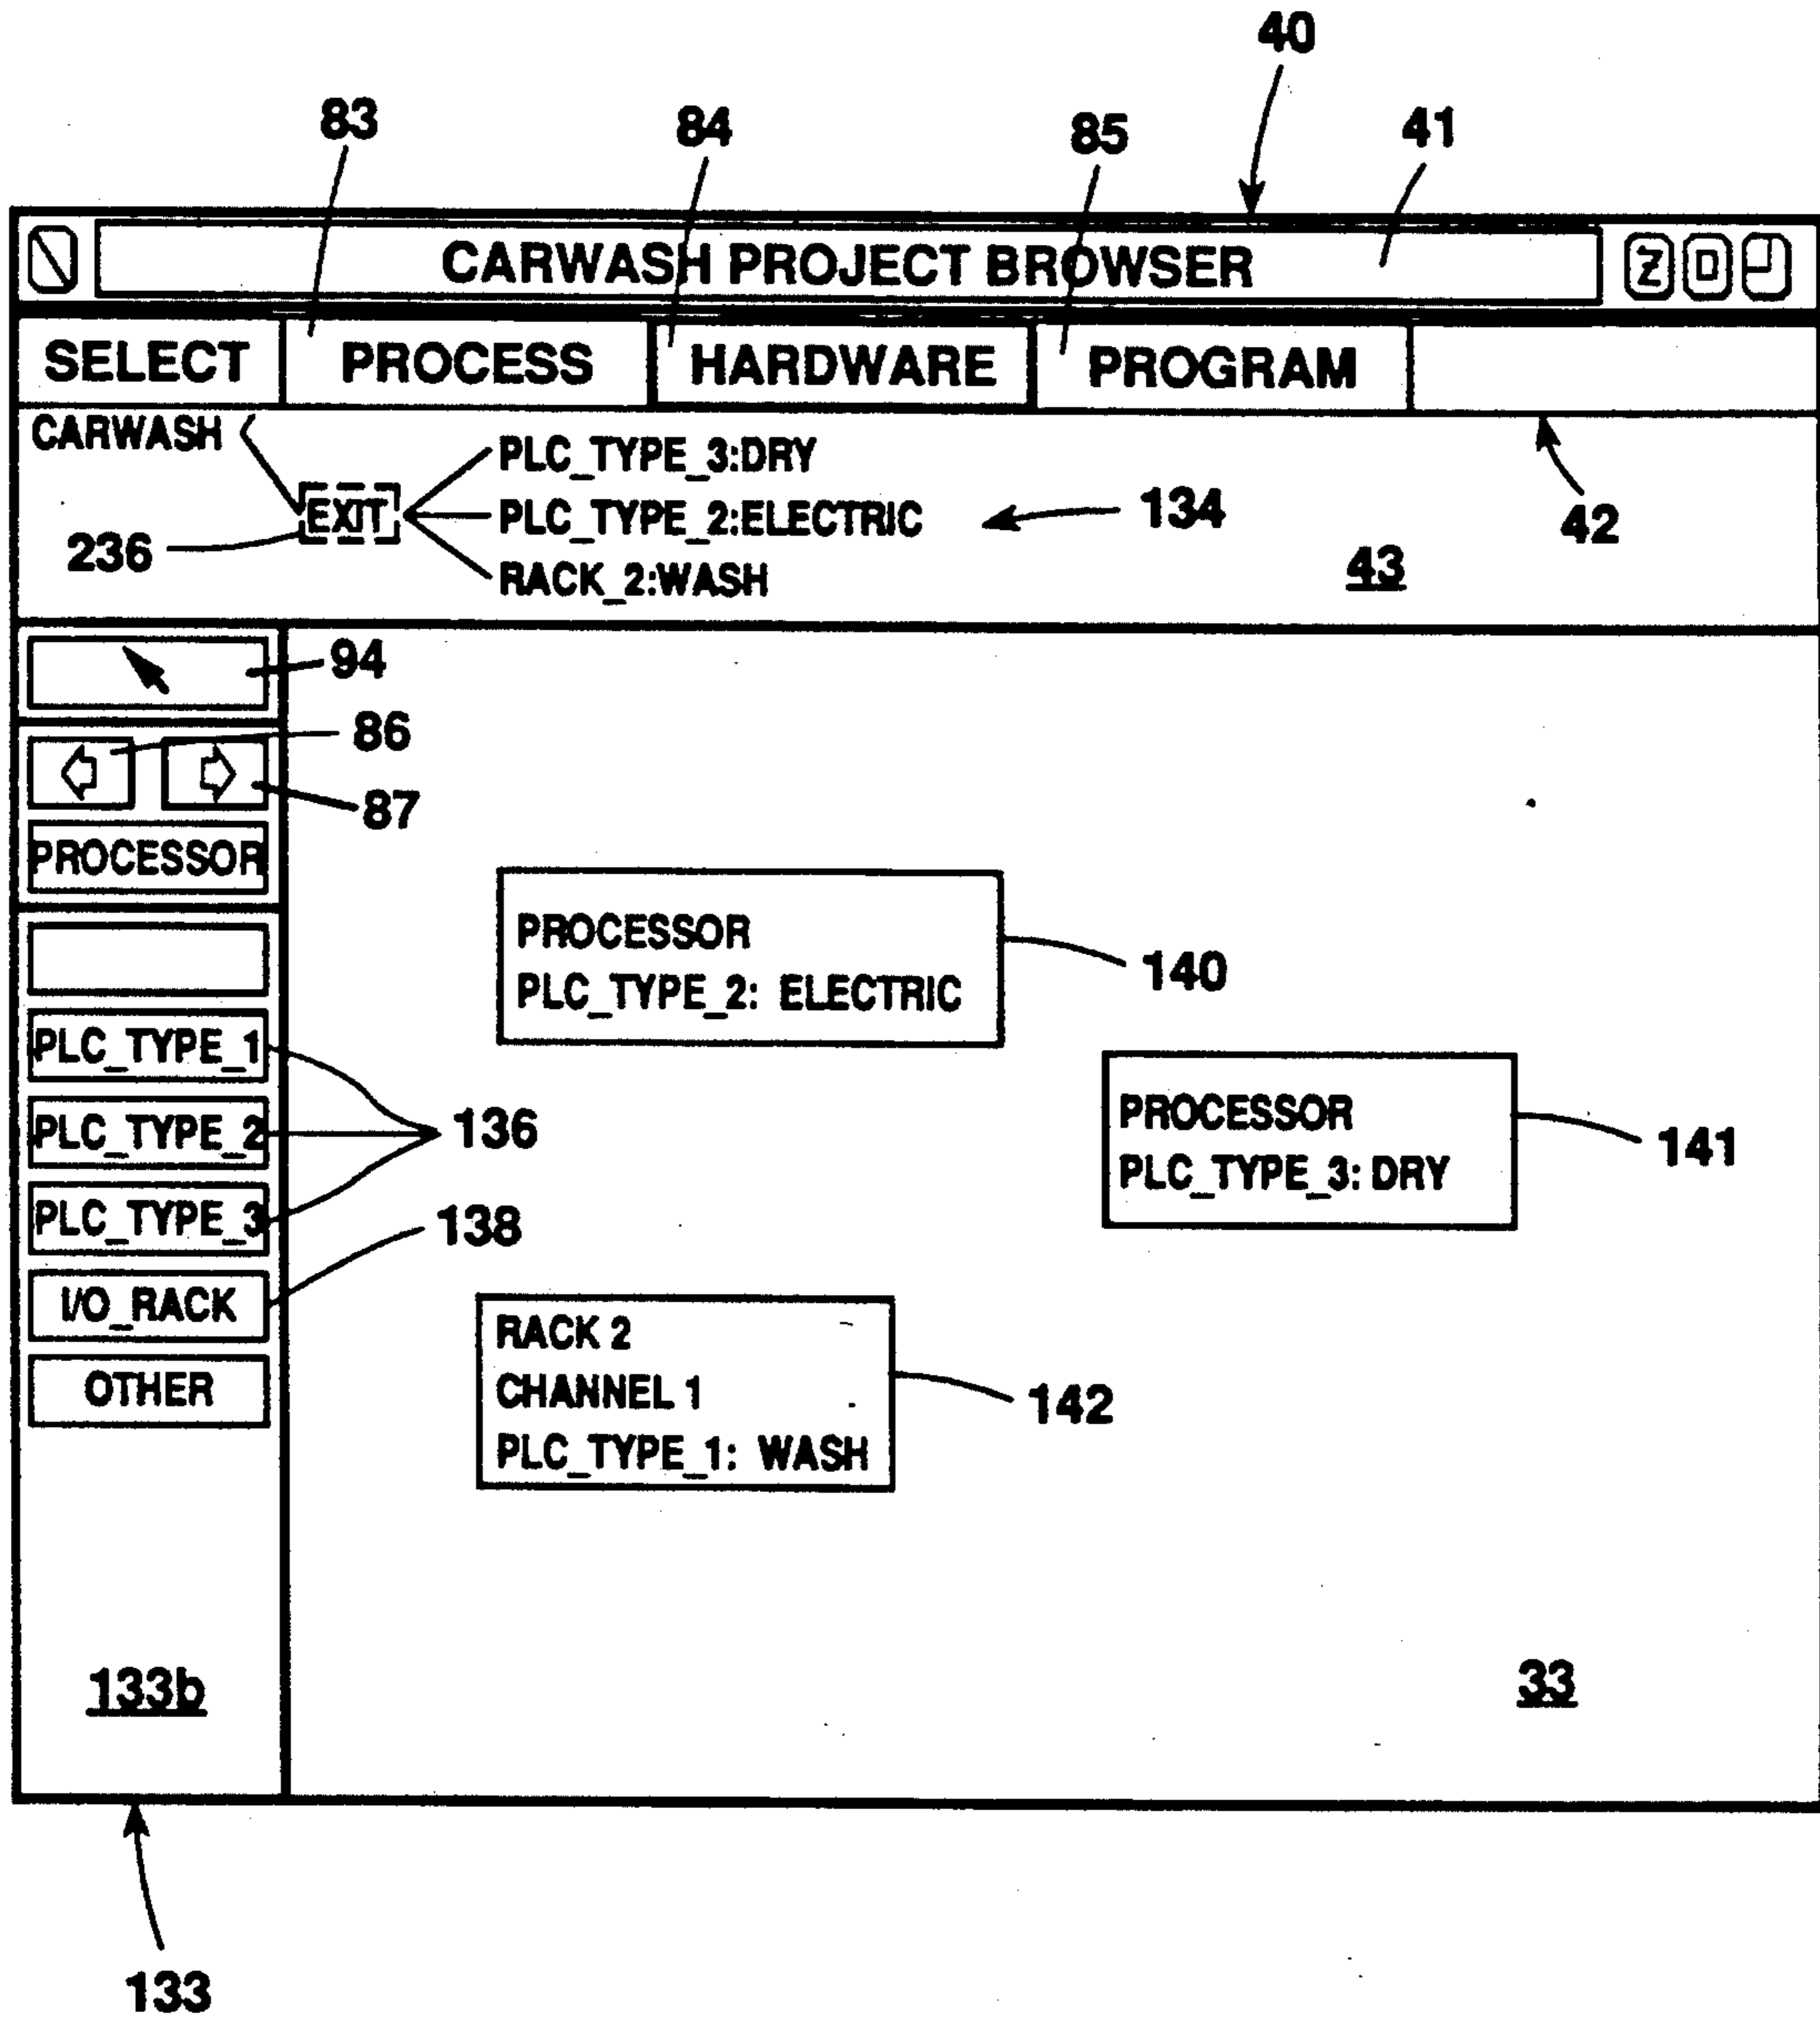 40
83 84 85 41
CARWASH PROJECT BROWSER Z
SELECT PROCESS HARDWARE PROGRAM
CARWASH
PLC_TYPE_3:DRY
EXIT PLC_TYPE_2:ELECTRIC 134 42
236 43
RACK_2:WASH
94
86
87
PROCESSOR
PROCESSOR
PLC_TYPE_2: ELECTRIC
140
PLC_TYPE_1
PLC_TYPE_2
PLC_TYPE_3
136
PROCESSOR
PLC_TYPE_3: DRY
141
138
I/O_RACK
OTHER
RACK 2
CHANNEL 1
PLC_TYPE_1: WASH
142
133b 33
133